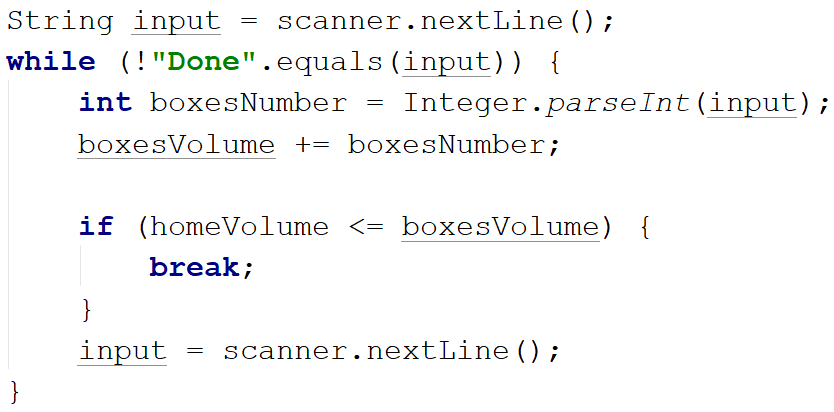 String input = scanner.nextLine();
while (!"Done".equals(input)) {
    int boxesNumber = Integer.parseInt(input);
    boxesVolume += boxesNumber;

    if (homeVolume <= boxesVolume) {
        break;
    }
    input = scanner.nextLine();
}